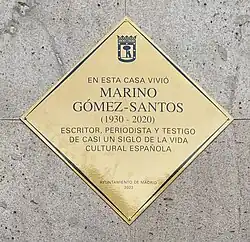 EN ESTA CASA VIVIÓ
MARINO
GÓMEZ-SANTOS
(1930 - 2020)
ESCRITOR, PERIODISTA Y TESTIGO
DE CASI UN SIGLO DE LA VIDA
CULTURAL ESPAÑOLA
AYUNTAMIENTO DE MADRID